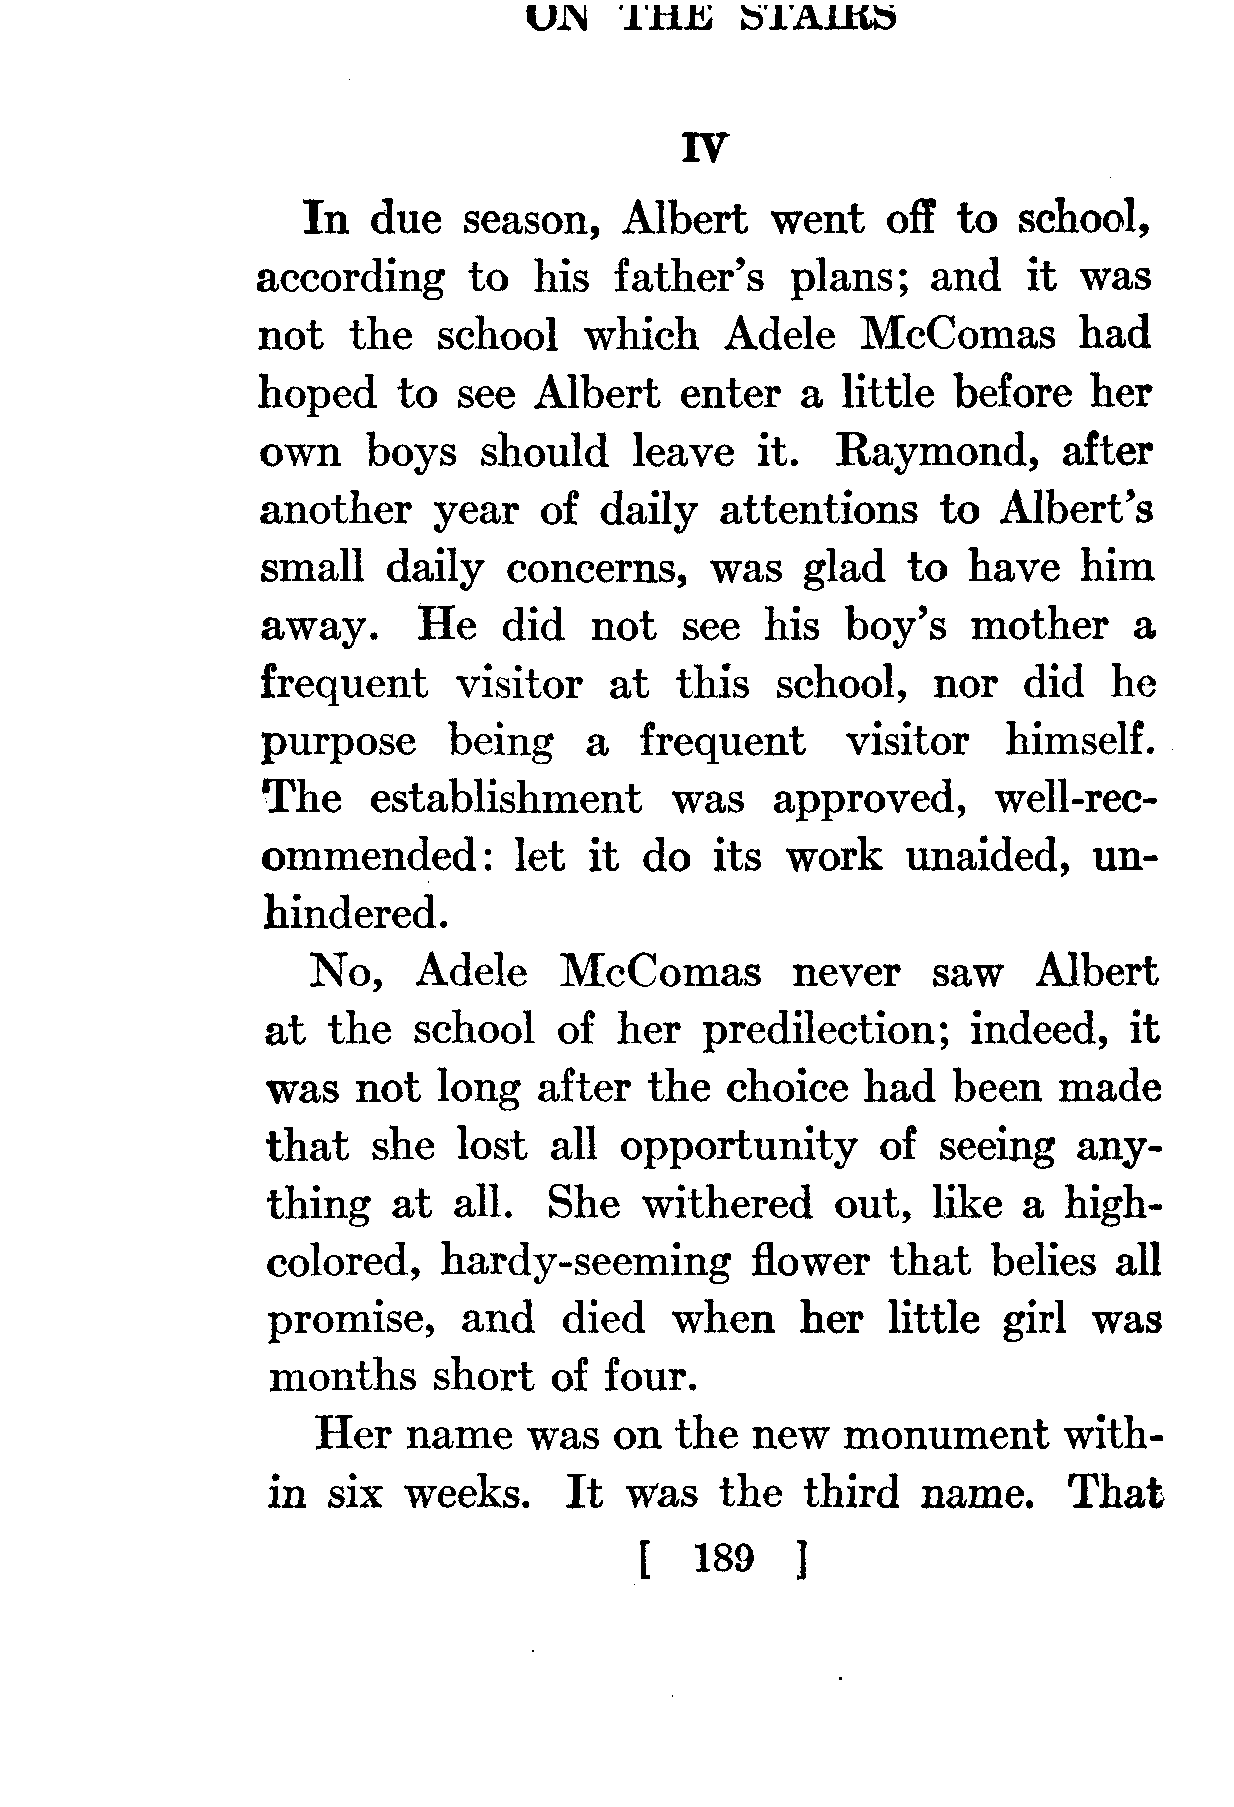 ON THE STAIRS
IV
In due season, Albert went off to school,
according to his father's plans; and it was
not the school which Adele McComas had
hoped to see Albert enter a little before her
own boys should leave it. Raymond, after
another year of daily attentions to Albert's
small daily concerns, was glad to have him
away. He did not see his boy's mother a
frequent visitor at this school, nor did he
purpose being a frequent visitor himself.
The establishment was approved, well-rec-
ommended: let it do its work unaided, un-
hindered.
No, Adele McComas never saw Albert
at the school of her predilection; indeed, it
was not long after the choice had been made
that she lost all opportunity of seeing any-
thing at all. She withered out, like a high-
colored, hardy-seeming flower that belies all
promise, and died when her little girl was
months short of four.
Her name was on the new monument with-
in six weeks. It was the third name. That
[ 189 ]